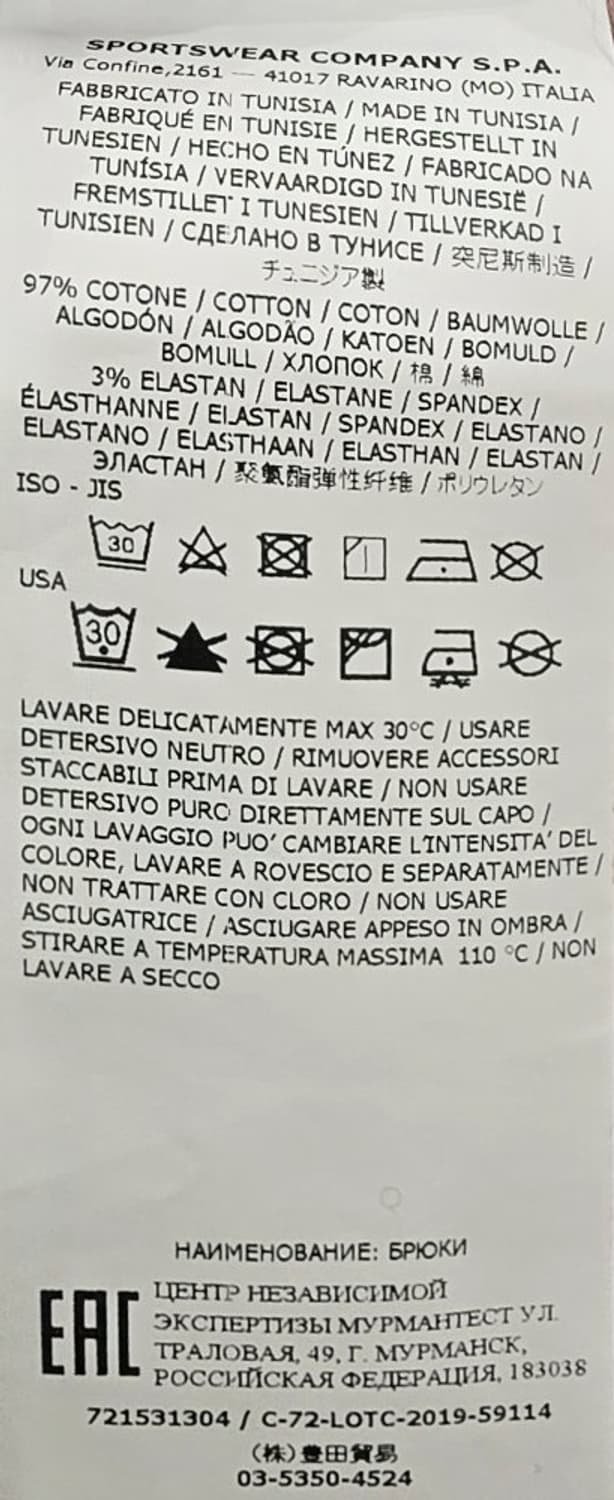 SPORTSWEAR COMPANY S.P.A.
Via Confine,2161 — 41017 RAVARINO (MO) ITALIA
FABBRICATO IN TUNISIA / MADE IN TUNISIA /
FABRIQUÉ EN TUNISIE / HERGESTELLT IN
TUNESIEN / HECHO EN TÚNEZ / FABRICADO NA
TUNÍSIA / VERVAARDIGD IN TUNESIË /
FREMSTILLET I TUNESIEN / TILLVERKAD I
TUNISIEN / СДЕЛАНО В ТУНИСЕ / 突尼斯制造 /
チュニジア製
97% COTONE / COTTON / COTON / BAUMWOLLE /
ALGODÓN / ALGODÃO / KATOEN / BOMULD /
BOMULL / ХЛОПОК / 棉 / 綿
3% ELASTAN / ELASTANE / SPANDEX /
ÉLASTHANNE / ELASTAN / SPANDEX / ELASTANO /
ELASTANO / ELASTHAAN / ELASTHAN / ELASTAN /
ЭЛАСТАН / 聚氨酯弹性纤维 / ポリウレタン
ISO - JIS
30
USA
30
LAVARE DELICATAMENTE MAX 30°C / USARE
DETERSIVO NEUTRO / RIMUOVERE ACCESSORI
STACCABILI PRIMA DI LAVARE / NON USARE
DETERSIVO PURO DIRETTAMENTE SUL CAPO /
OGNI LAVAGGIO PUO' CAMBIARE L'INTENSITA' DEL
COLORE, LAVARE A ROVESCIO E SEPARATAMENTE /
NON TRATTARE CON CLORO / NON USARE
ASCIUGATRICE / ASCIUGARE APPESO IN OMBRA /
STIRARE A TEMPERATURA MASSIMA 110 °C / NON
LAVARE A SECCO
НАИМЕНОВАНИЕ: БРЮКИ
EAC
ЦЕНТР НЕЗАВИСИМОЙ
ЭКСПЕРТИЗЫ МУРМАНТЕСТ УЛ.
ТРАЛОВАЯ, 49, Г. МУРМАНСК,
РОССИЙСКАЯ ФЕДЕРАЦИЯ, 183038
721531304 / C-72-LOTC-2019-59114
(株)豊田貿易
03-5350-4524